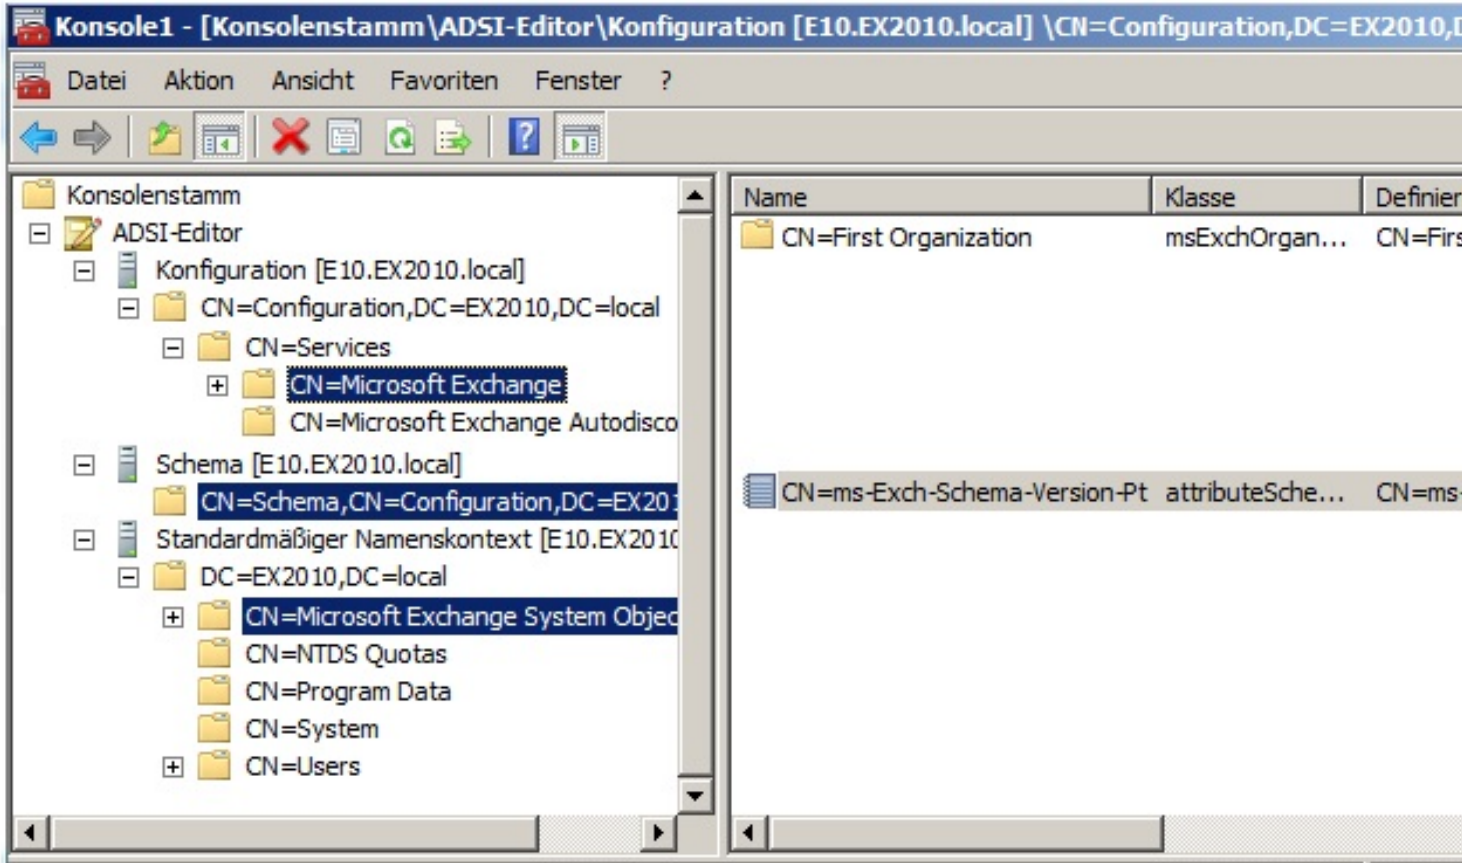 Konsole1 - [Konsolenstamm\ADSI-Editor\Konfiguration [E10.EX2010.local] \CN=Configuration,DC=EX2010,D
Datei Aktion Ansicht Favoriten Fenster ?
Konsolenstamm
ADSI-Editor
Konfiguration [E10.EX2010.local]
CN=Configuration,DC=EX2010,DC=local
CN=Services
CN=Microsoft Exchange
CN=Microsoft Exchange Autodisco
Schema [E10.EX2010.local]
CN=Schema,CN=Configuration,DC=EX201
Standardmäßiger Namenskontext [E10.EX2010
DC=EX2010,DC=local
CN=Microsoft Exchange System Objec
CN=NTDS Quotas
CN=Program Data
CN=System
CN=Users
Name Klasse Definier
CN=First Organization msExchOrgan... CN=Firs
CN=ms-Exch-Schema-Version-Pt attributeSche... CN=ms-